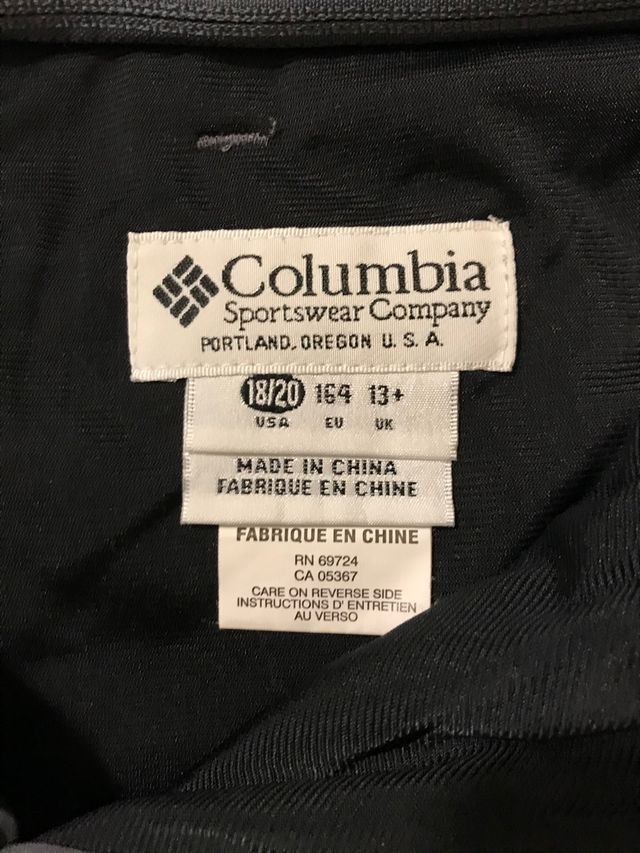 Columbia
Sportswear Company
PORTLAND, OREGON U. S. A.
18/20 164 13+
USA EU UK
MADE IN CHINA
FABRIQUE EN CHINE
FABRIQUE EN CHINE
RN 69724
CA 05367
CARE ON REVERSE SIDE
INSTRUCTIONS D' ENTRETIEN
AU VERSO